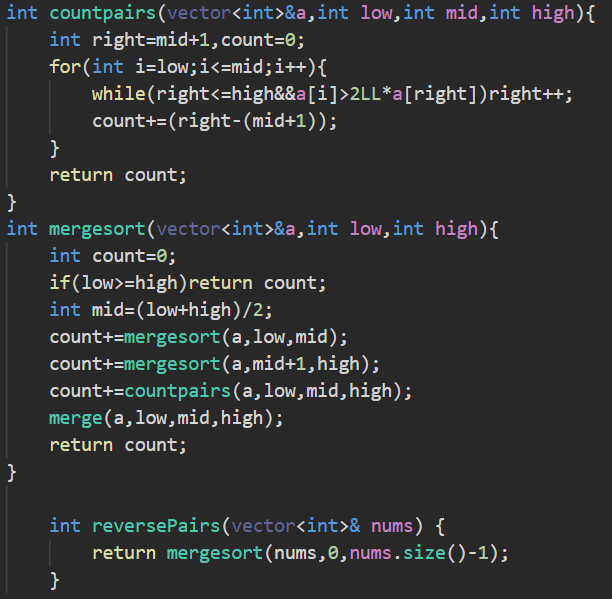 int countpairs(vector<int>&a,int low,int mid,int high){
    int right=mid+1,count=0;
    for(int i=low;i<=mid;i++){
        while(right<=high&&a[i]>2LL*a[right])right++;
        count+=(right-(mid+1));
    }
    return count;
}
int mergesort(vector<int>&a,int low,int high){
    int count=0;
    if(low>=high)return count;
    int mid=(low+high)/2;
    count+=mergesort(a,low,mid);
    count+=mergesort(a,mid+1,high);
    count+=countpairs(a,low,mid,high);
    merge(a,low,mid,high);
    return count;
}
    int reversePairs(vector<int>& nums) {
        return mergesort(nums,0,nums.size()-1);
    }